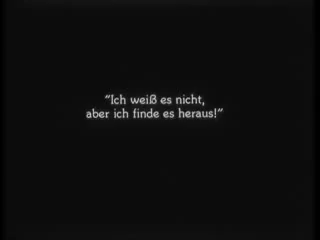 "Ich weiß es nicht,
aber ich finde es heraus!"